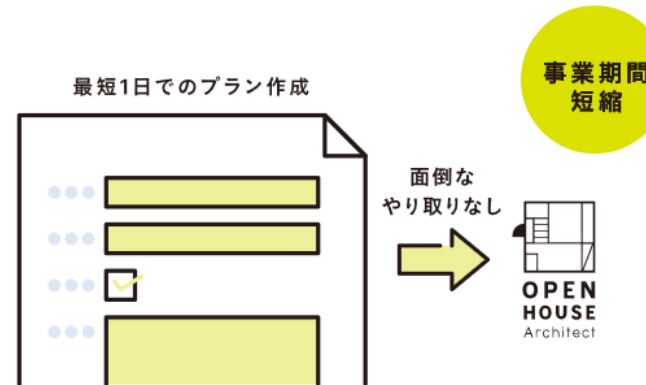 最短1日でのプラン作成
事業期間
短縮
面倒な
やり取りなし
OPEN
HOUSE
Architect